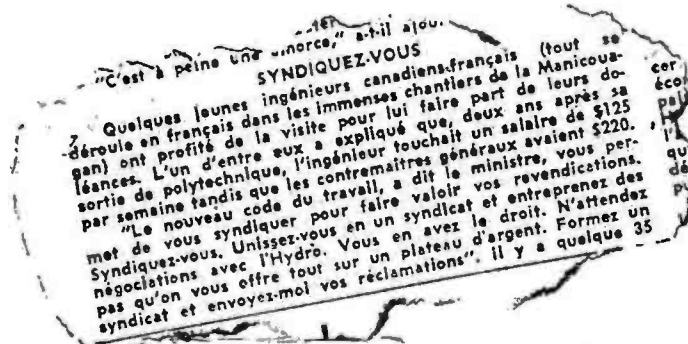 "C'est à peine une amorce," a-t-il ajou
SYNDIQUEZ-VOUS
Quelques jeunes ingénieurs canadiens-français (tout se
déroule en français dans les immenses chantiers de la Manicoua-
gan) ont profité de la visite pour lui faire part de leurs do-
léances. L'un d'entre eux a expliqué que, deux ans après sa
sortie de polytechnique, l'ingénieur touchait un salaire de $125
par semaine tandis que les contremaîtres généraux avaient $220.
"Le nouveau code du travail, a dit le ministre, vous per-
met de vous syndiquer pour faire valoir vos revendications.
Syndiquez-vous. Unissez-vous en un syndicat et entreprenez des
négociations avec l'Hydro. Vous en avez le droit. N'attendez
pas qu'on vous offre tout sur un plateau d'argent. Formez un
syndicat et envoyez-moi vos réclamations". il y a quelque 35
cer
écon